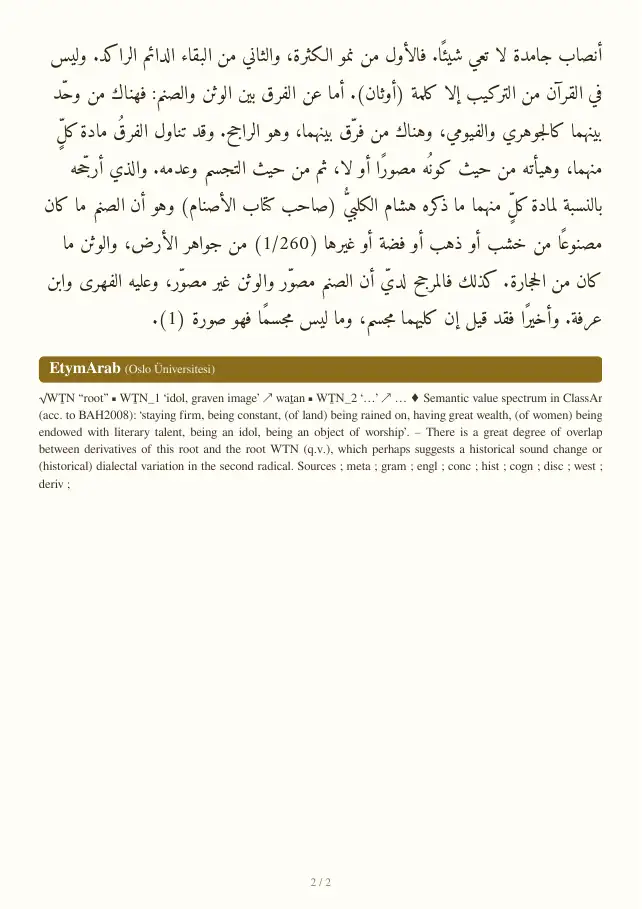 أنصاب جامدة لا تعي شيئًا. فالأول من نمو الكثرة، والثاني من البقاء الدائم الراكد. وليس
في القرآن من التركيب إلا كلمة (أوثان). أما عن الفرق بين الوثن والصنم: فهناك من وحّد
بينهما كالجوهري والفيومي، وهناك من فرّق بينهما، وهو الراجح. وقد تناول الفرقُ مادة كلٍّ
منهما، وهيأته من حيث كونُه مصورًا أو لا، ثم من حيث التجسم وعدمه. والذي أرجّحه
بالنسبة لمادة كلٍّ منهما ما ذكره هشام الكلبيُّ (صاحب كتاب الأصنام) وهو أن الصنم ما كان
مصنوعًا من خشب أو ذهب أو فضة أو غيرها (1/260) من جواهر الأرض، والوثن ما
كان من الحجارة. كذلك فالمرجح لديّ أن الصنم مصوّر والوثن غير مصوّر، وعليه الفهرى وابن
عرفة. وأخيرًا فقد قيل إن كليهما مجسم، وما ليس مجسمًا فهو صورة (1).
EtymArab (Oslo Üniversitesi)
√WṮN “root” ▪ WṮN_1 ‘idol, graven image’ ↗ waṯan ▪ WṮN_2 ‘…’ ↗ … ♦ Semantic value spectrum in ClassAr
(acc. to BAH2008): ‘staying firm, being constant, (of land) being rained on, having great wealth, (of women) being
endowed with literary talent, being an idol, being an object of worship’. – There is a great degree of overlap
between derivatives of this root and the root WTN (q.v.), which perhaps suggests a historical sound change or
(historical) dialectal variation in the second radical. Sources ; meta ; gram ; engl ; conc ; hist ; cogn ; disc ; west ;
deriv ;
2 / 2